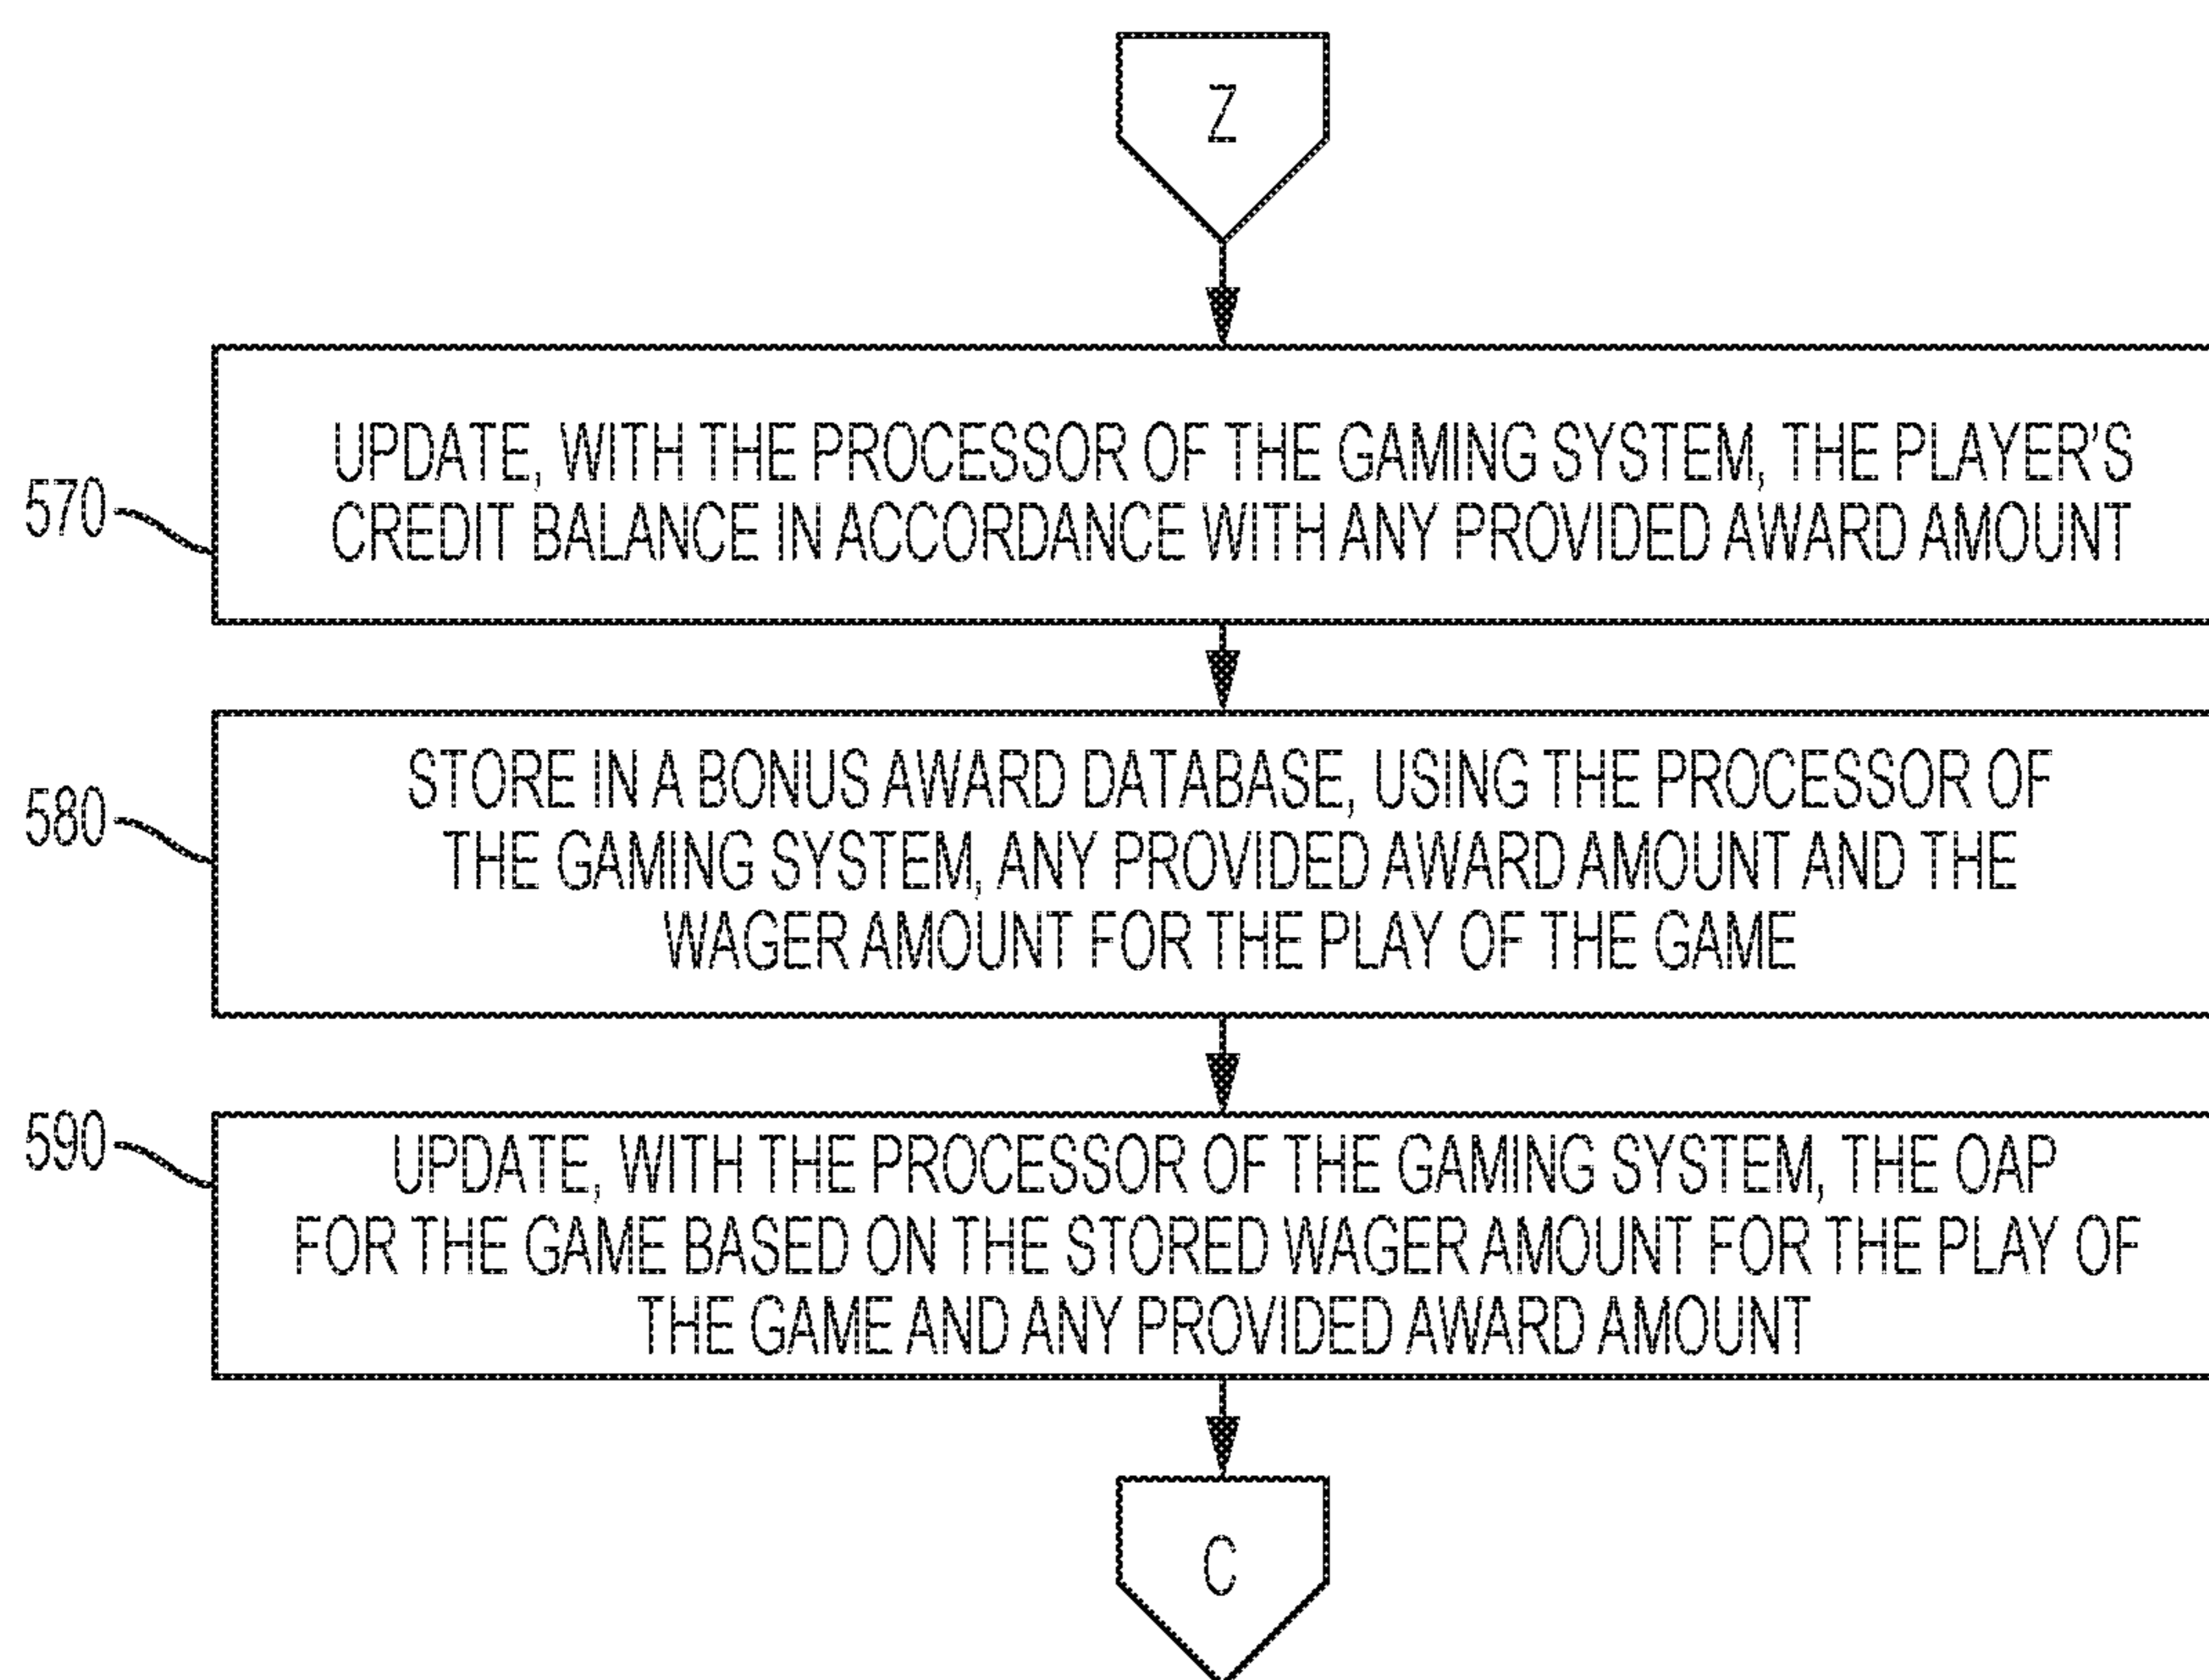 Z
570
UPDATE, WITH THE PROCESSOR OF THE GAMING SYSTEM, THE PLAYER'S
CREDIT BALANCE IN ACCORDANCE WITH ANY PROVIDED AWARD AMOUNT
580
STORE IN A BONUS AWARD DATABASE, USING THE PROCESSOR OF
THE GAMING SYSTEM, ANY PROVIDED AWARD AMOUNT AND THE
WAGER AMOUNT FOR THE PLAY OF THE GAME
590
UPDATE, WITH THE PROCESSOR OF THE GAMING SYSTEM, THE OAP
FOR THE GAME BASED ON THE STORED WAGER AMOUNT FOR THE PLAY OF
THE GAME AND ANY PROVIDED AWARD AMOUNT
C